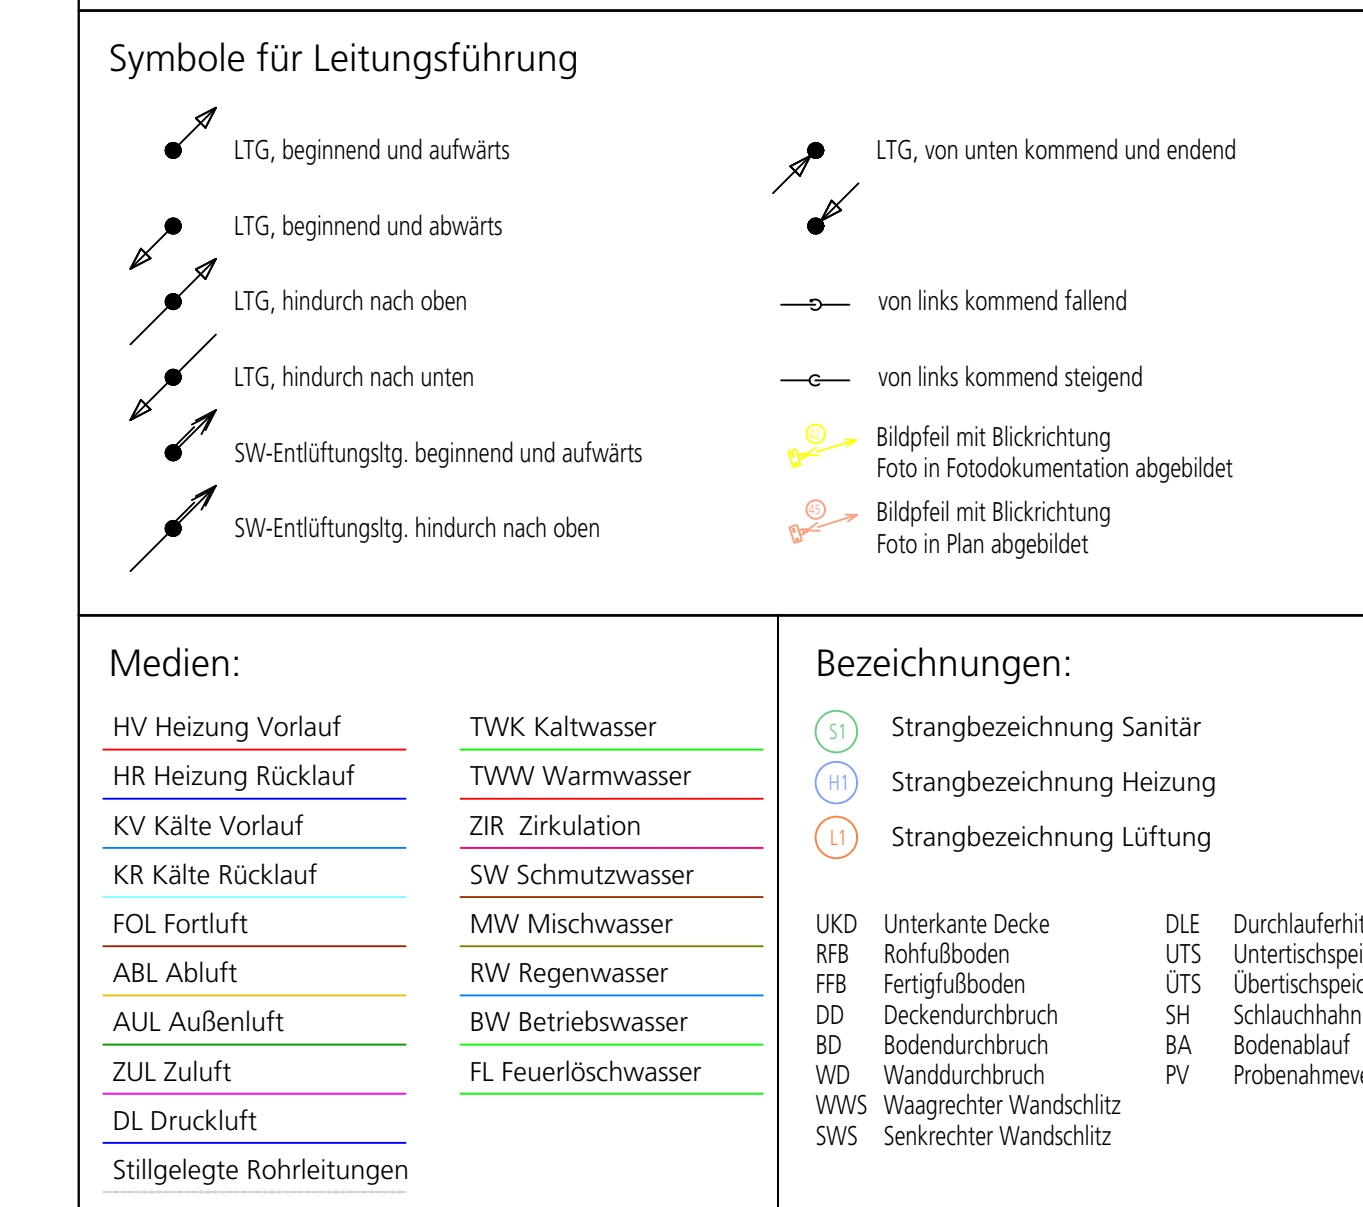 Symbole für Leitungsführung
LTG, beginnend und aufwärts
LTG, beginnend und abwärts
LTG, hindurch nach oben
LTG, hindurch nach unten
SW-Entlüftungsltg. beginnend und aufwärts
SW-Entlüftungsltg. hindurch nach oben
LTG, von unten kommend und endend
von links kommend fallend
von links kommend steigend
42
Bildpfeil mit Blickrichtung
Foto in Fotodokumentation abgebildet
45
Bildpfeil mit Blickrichtung
Foto in Plan abgebildet
Medien:
HV Heizung Vorlauf
HR Heizung Rücklauf
KV Kälte Vorlauf
KR Kälte Rücklauf
FOL Fortluft
ABL Abluft
AUL Außenluft
ZUL Zuluft
DL Druckluft
Stillgelegte Rohrleitungen
TWK Kaltwasser
TWW Warmwasser
ZIR Zirkulation
SW Schmutzwasser
MW Mischwasser
RW Regenwasser
BW Betriebswasser
FL Feuerlöschwasser
Bezeichnungen:
S1 Strangbezeichnung Sanitär
H1 Strangbezeichnung Heizung
L1 Strangbezeichnung Lüftung
UKD Unterkante Decke
RFB Rohfußboden
FFB Fertigfußboden
DD Deckendurchbruch
BD Bodendurchbruch
WD Wanddurchbruch
WWS Waagrechter Wandschlitz
SWS Senkrechter Wandschlitz
DLE Durchlauferhit
UTS Untertischspei
ÜTS Übertischspeic
SH Schlauchhahn
BA Bodenablauf
PV Probenahmeve